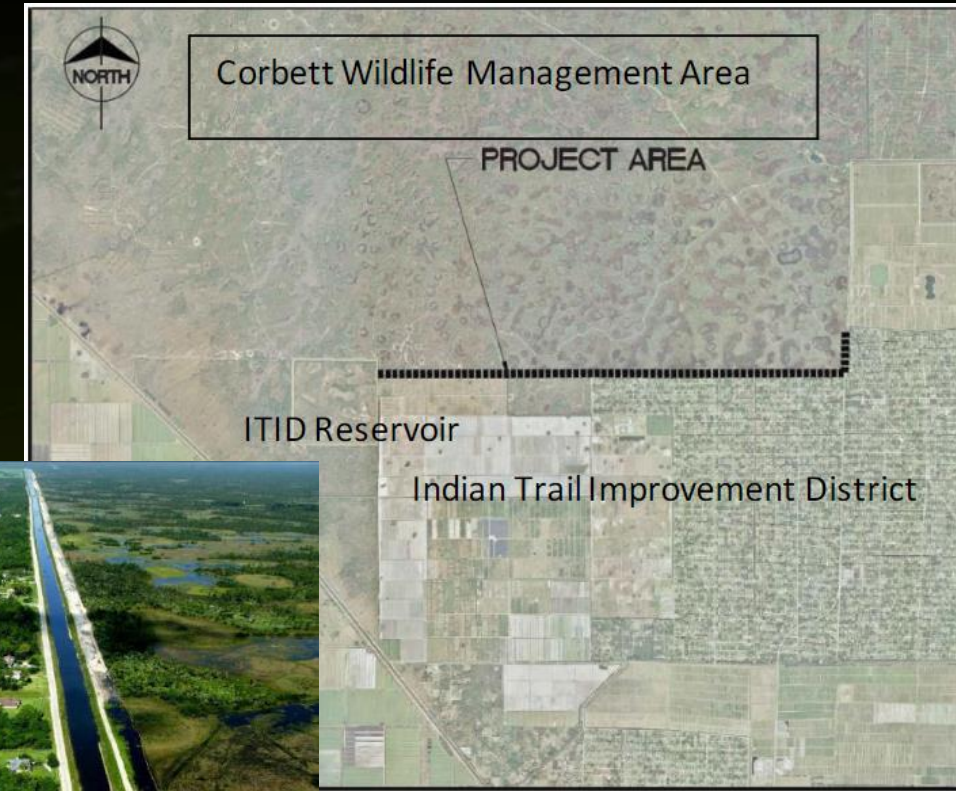 NORTH
Corbett Wildlife Management Area
PROJECT AREA
ITID Reservoir
Indian Trail Improvement District